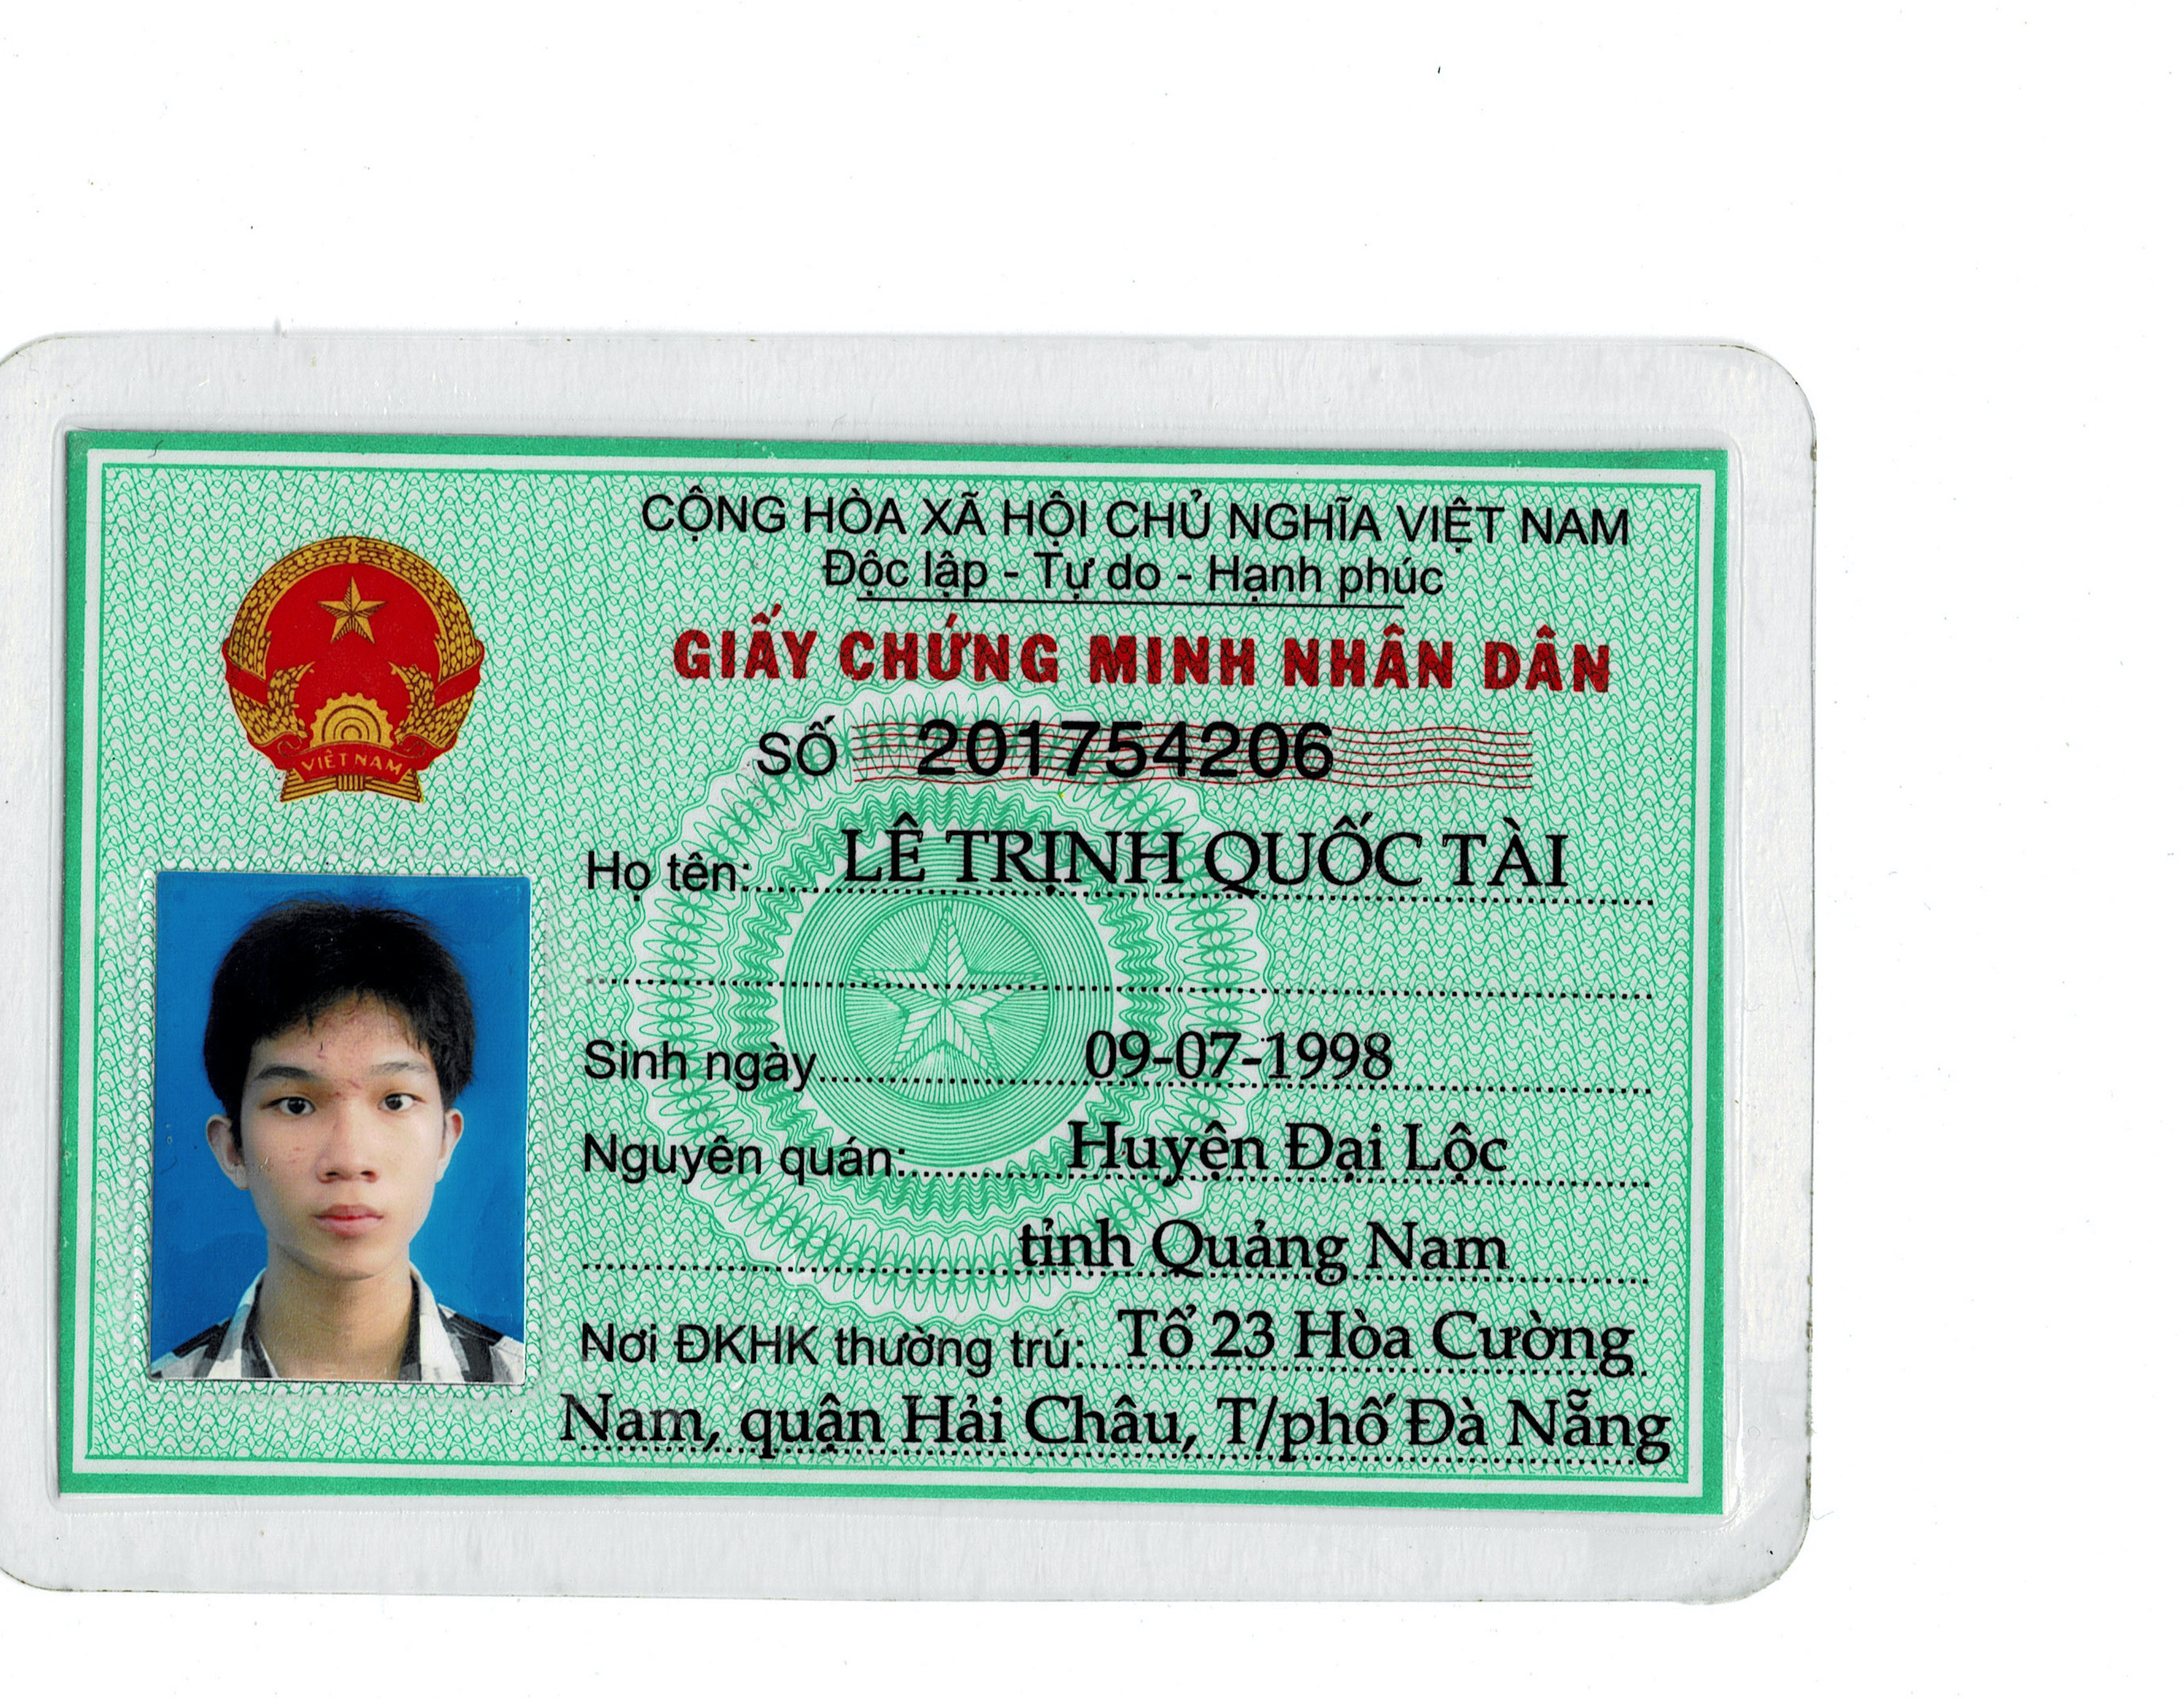 CỘNG HÒA XÃ HỘI CHỦ NGHĨA VIỆT NAM
Độc lập - Tự do - Hạnh phúc
GIẤY CHỨNG MINH NHÂN DÂN
SỐ 201754206
VIỆT NAM
Họ tên: LÊ TRỊNH QUỐC TÀI
Sinh ngày 09-07-1998
Nguyên quán: Huyện Đại Lộc
tỉnh Quảng Nam
Nơi ĐKHK thường trú: Tổ 23 Hòa Cường
Nam, quận Hải Châu, T/phố Đà Nẵng